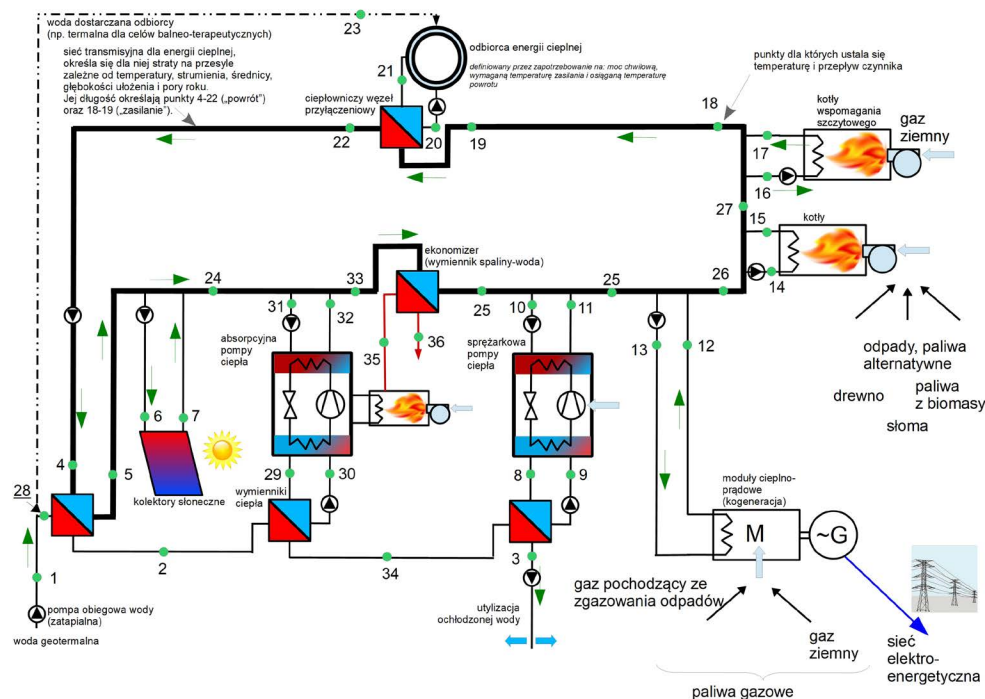 woda dostarczana odbiorcy
(np. termalna dla celów balneo-terapeutycznych)
sieć transmisyjna dla energii cieplnej,
określa się dla niej straty na przesyle
zależne od temperatury, strumienia, średnicy,
głębokości ułożenia i pory roku.
Jej długość określają punkty 4-22 („powrót")
oraz 18-19 („zasilanie").
23
odbiorca energii cieplnej
definiowany przez zapotrzebowanie na: moc chwilową,
wymaganą temperaturę zasilania i osiąganą temperaturę
powrotu
punkty dla których ustala się
temperaturę i przepływ czynnika
21
ciepłowniczy węzeł
przyłączeniowy
22
20
19
18
kotły
wspomagania
szczytowego
gaz
ziemny
17
16
27
15
kotły
14
26
24
33
ekonomizer
(wymiennik spaliny-woda)
25
25
31
32
35
36
10
11
13
12
absorpcyjna
pompy
ciepła
sprężarkowa
pompy
ciepła
odpady, paliwa
alternatywne
drewno
paliwa
z biomasy
słoma
4
5
6
7
kolektory słoneczne
28
29
30
wymienniki
ciepła
8
9
1
2
34
3
moduły cieplno-
prądowe
(kogeneracja)
M
~G
pompa obiegowa wody
(zatapialna)
woda geotermalna
utylizacja
ochłodzonej wody
gaz pochodzący ze
zgazowania odpadów
gaz
ziemny
sieć
elektro-
energetyczna
paliwa gazowe